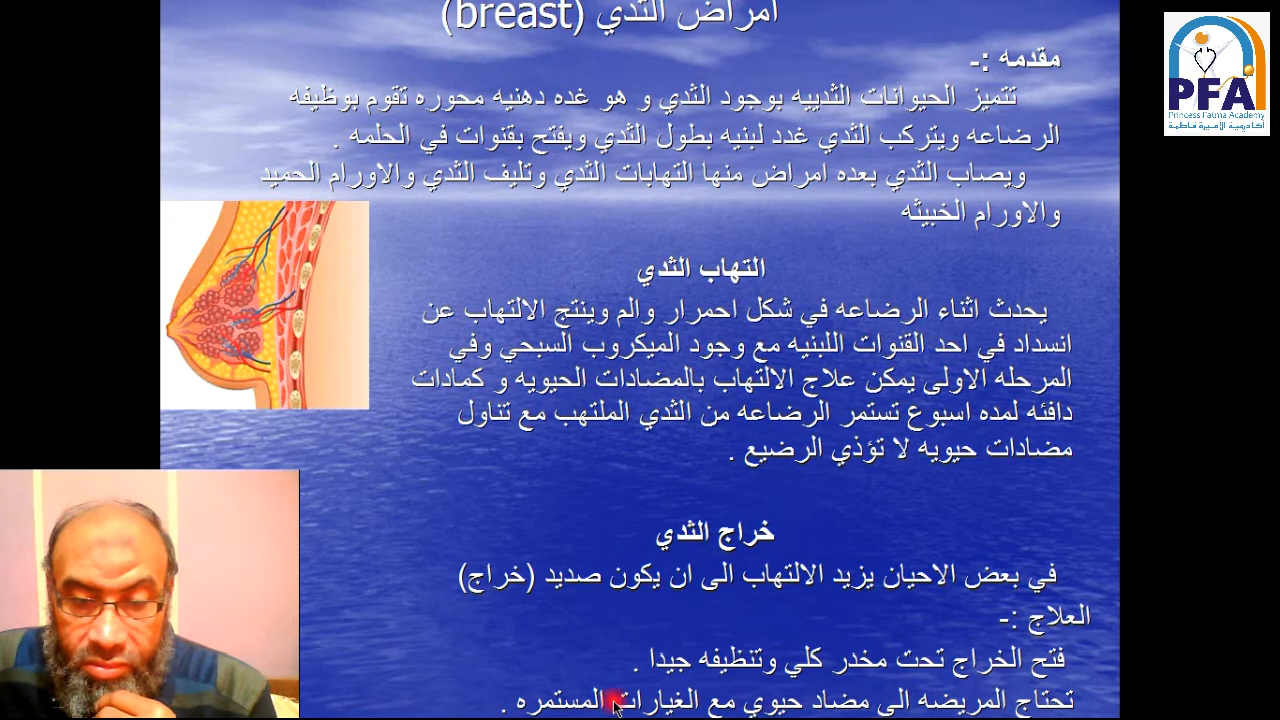 امراض الثدي (breast)
مقدمه :-
تتميز الحيوانات الثدييه بوجود الثدي و هو غده دهنيه محوره تقوم بوظيفه
الرضاعه ويتركب الثدي غدد لبنيه بطول الثدي ويفتح بقنوات في الحلمه .
ويصاب الثدي بعده امراض منها التهابات الثدي وتليف الثدي والاورام الحميد
والاورام الخبيثه
التهاب الثدي
يحدث اثناء الرضاعه في شكل احمرار والم وينتج الالتهاب عن
انسداد في احد القنوات اللبنيه مع وجود الميكروب السبحي وفي
المرحله الاولى يمكن علاج الالتهاب بالمضادات الحيويه و كمادات
دافئه لمده اسبوع تستمر الرضاعه من الثدي الملتهب مع تناول
مضادات حيويه لا تؤذي الرضيع .
خراج الثدي
في بعض الاحيان يزيد الالتهاب الى ان يكون صديد (خراج)
العلاج :-
فتح الخراج تحت مخدر كلي وتنظيفه جيدا .
تحتاج المريضه الى مضاد حيوي مع الغيارات المستمره .
PFA
Princess Fatma Academy
أكاديمية الأميرة فاطمة